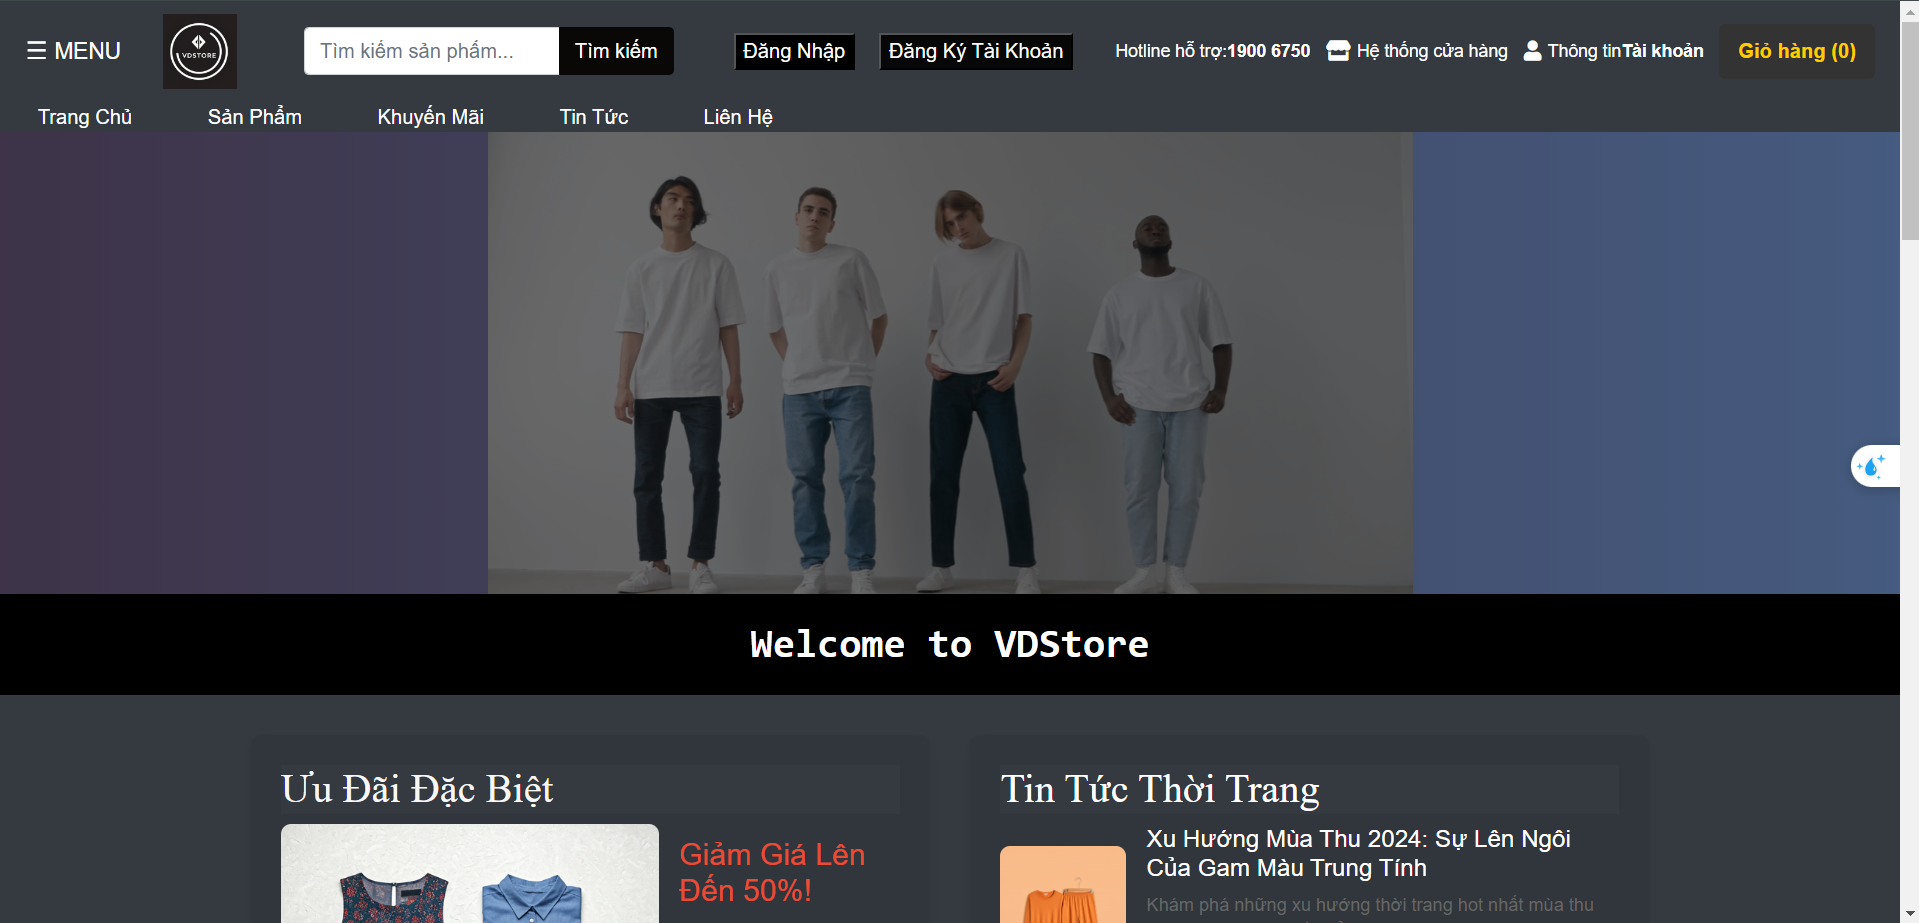 ☰ MENU
VDSTORE
Tìm kiếm sản phẩm...
Tìm kiếm
Đăng Nhập
Đăng Ký Tài Khoản
Hotline hỗ trợ:1900 6750
Hệ thống cửa hàng
Thông tinTài khoản
Giỏ hàng (0)
Trang Chủ
Sản Phẩm
Khuyến Mãi
Tin Tức
Liên Hệ
Welcome to VDStore
Ưu Đãi Đặc Biệt
Giảm Giá Lên
Đến 50%!
Tin Tức Thời Trang
Xu Hướng Mùa Thu 2024: Sự Lên Ngôi
Của Gam Màu Trung Tính
Khám phá những xu hướng thời trang hot nhất mùa thu